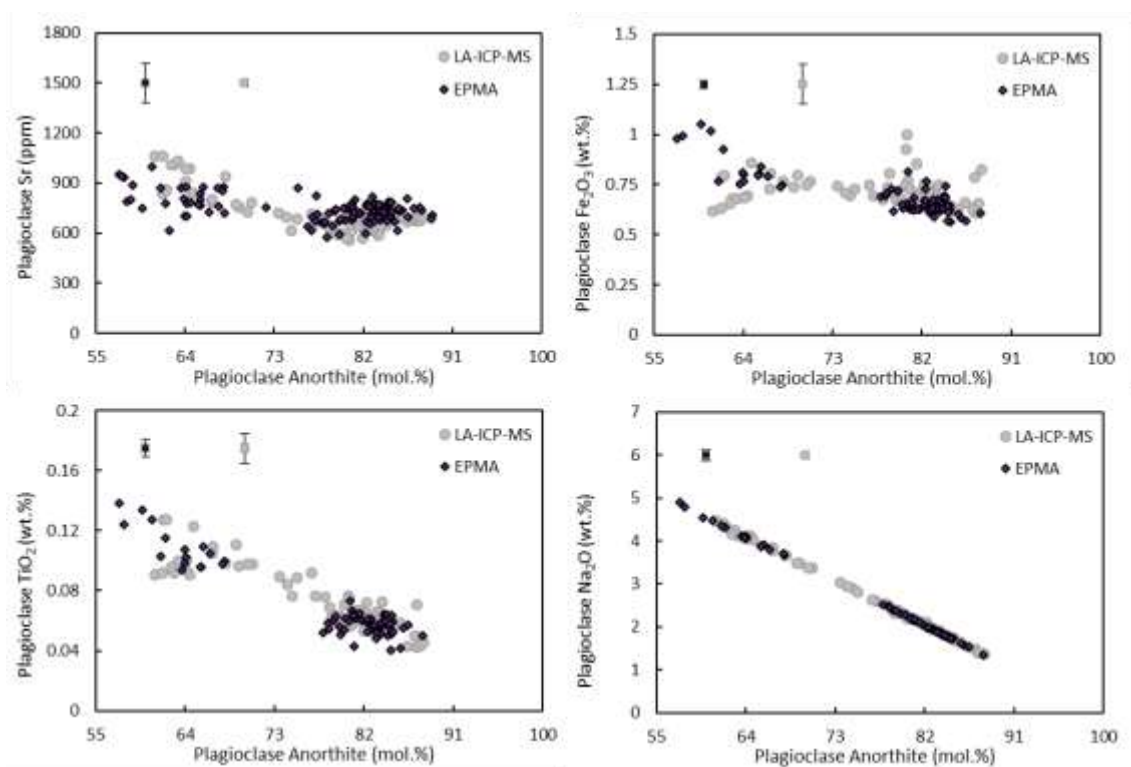 1800
1500
1200
900
600
300
0
Plagioclase Sr (ppm)
LA-ICP-MS
EPMA
55 64 73 82 91 100
Plagioclase Anorthite (mol.%)
1.5
1.25
1
0.75
0.5
0.25
0
Plagioclase Fe₂O₃ (wt.%)
LA-ICP-MS
EPMA
55 64 73 82 91 100
Plagioclase Anorthite (mol.%)
0.2
0.16
0.12
0.08
0.04
0
Plagioclase TiO₂ (wt.%)
LA-ICP-MS
EPMA
55 64 73 82 91 100
Plagioclase Anorthite (mol.%)
7
6
5
4
3
2
1
0
Plagioclase Na₂O (wt.%)
LA-ICP-MS
EPMA
55 64 73 82 91 100
Plagioclase Anorthite (mol.%)